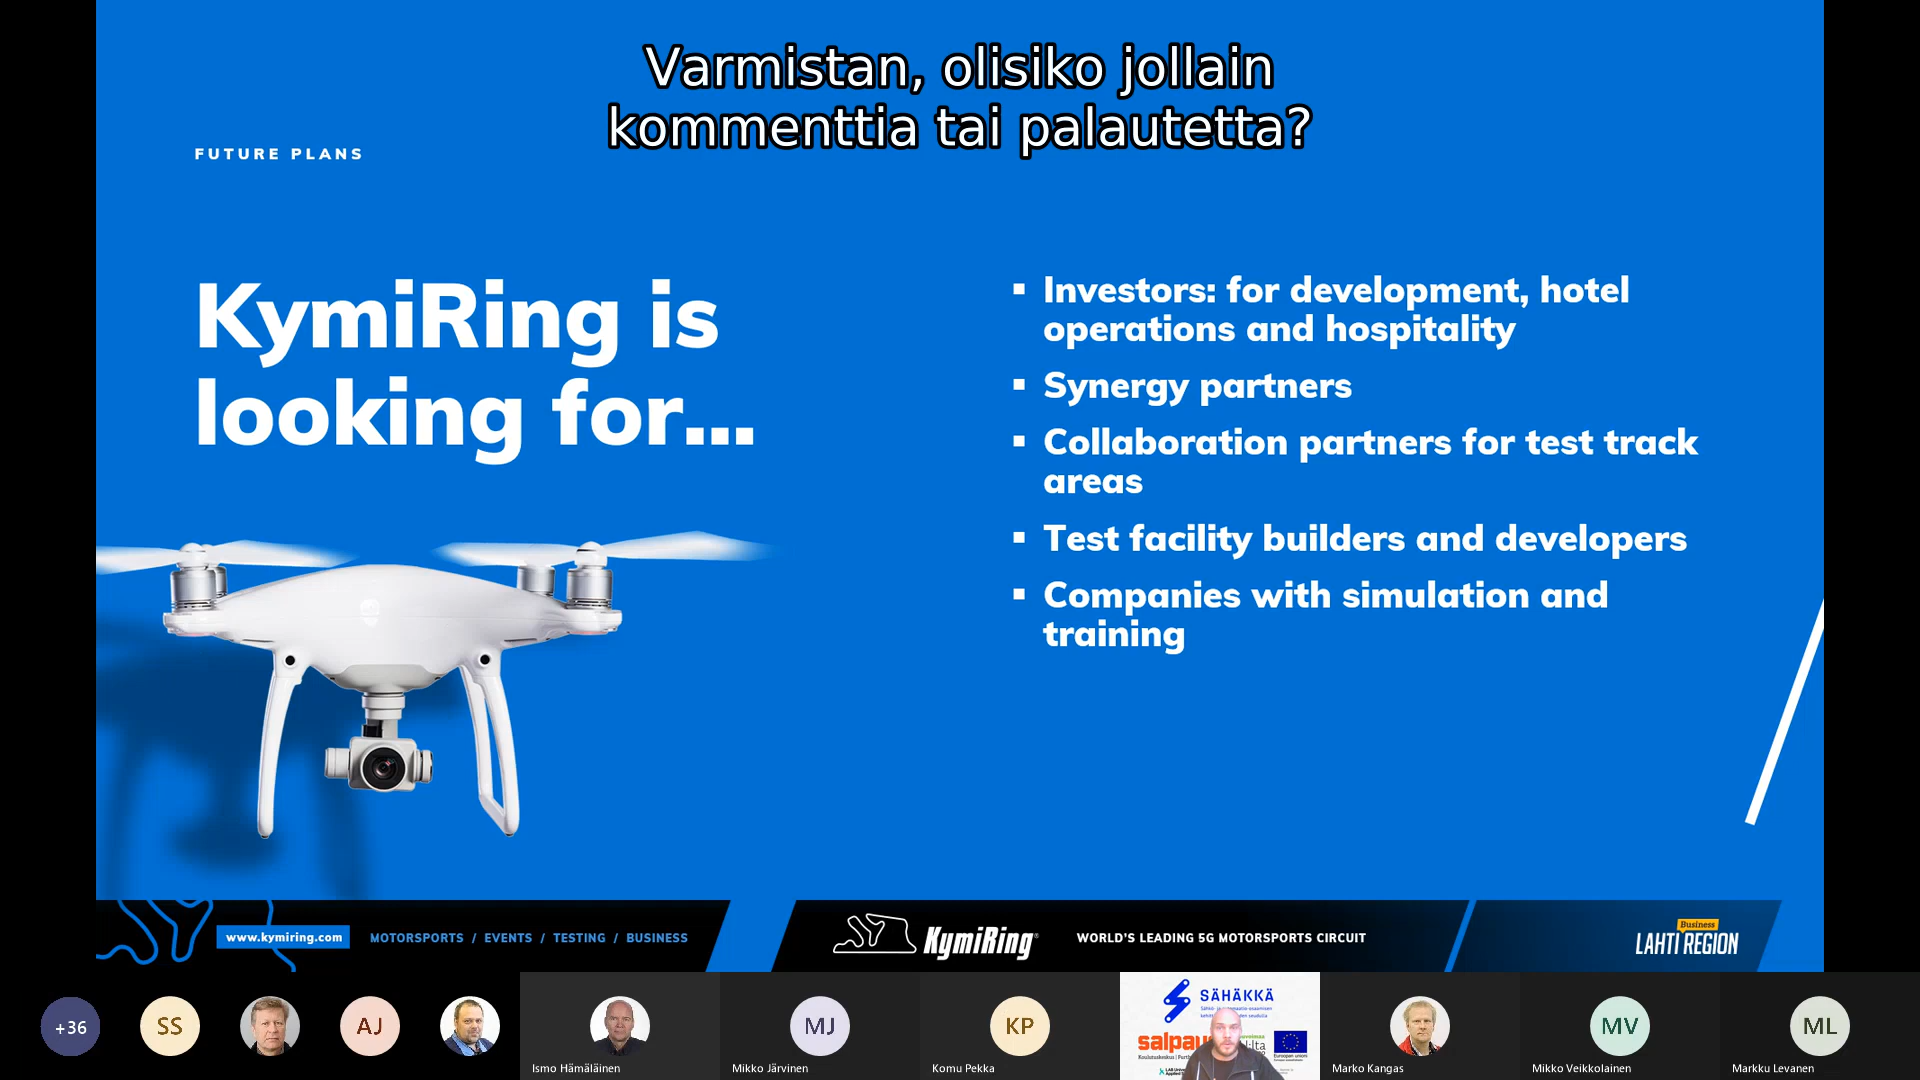 Varmistan, olisiko jollain
kommenttia tai palautetta?
FUTURE PLANS
KymiRing is
looking for...
▪ Investors: for development, hotel
operations and hospitality
▪ Synergy partners
▪ Collaboration partners for test track
areas
▪ Test facility builders and developers
▪ Companies with simulation and
training
www.kymiring.com
MOTORSPORTS / EVENTS / TESTING / BUSINESS
KymiRing
WORLD'S LEADING 5G MOTORSPORTS CIRCUIT
Business
LAHTI REGION
+36
SS
AJ
Ismo Hämäläinen
MJ
Mikko Järvinen
KP
Komu Pekka
SÄHÄKKÄ
salpau
Euroopan unioni
Marko Kangas
MV
Mikko Veikkolainen
ML
Markku Levanen